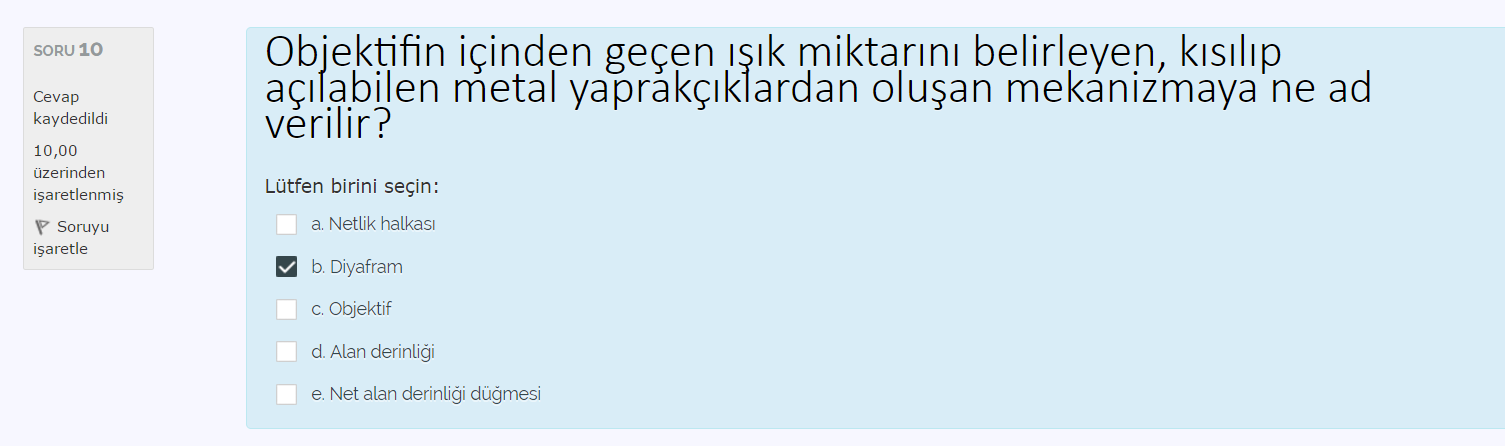 SORU 10
Cevap
kaydedildi
10,00
üzerinden
işaretlenmiş
Soruyu
işaretle
Objektifin içinden geçen ışık miktarını belirleyen, kısılıp
açılabilen metal yaprakçıklardan oluşan mekanizmaya ne ad
verilir?
Lütfen birini seçin:
a. Netlik halkası
b. Diyafram
c. Objektif
d. Alan derinliği
e. Net alan derinliği düğmesi